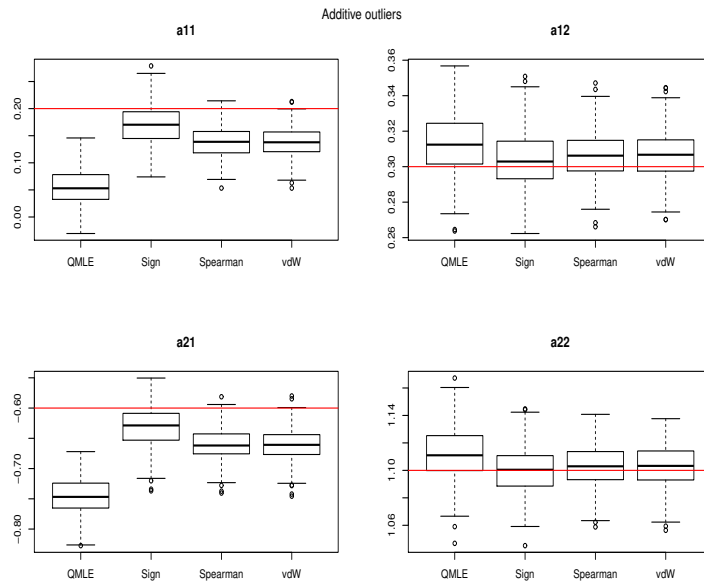 Additive outliers
a11
a12
0.20
0.10
0.00
QMLE Sign Spearman vdW
0.36
0.34
0.32
0.30
0.28
0.26
QMLE Sign Spearman vdW
a21
a22
−0.60
−0.70
−0.80
QMLE Sign Spearman vdW
1.14
1.10
1.06
QMLE Sign Spearman vdW